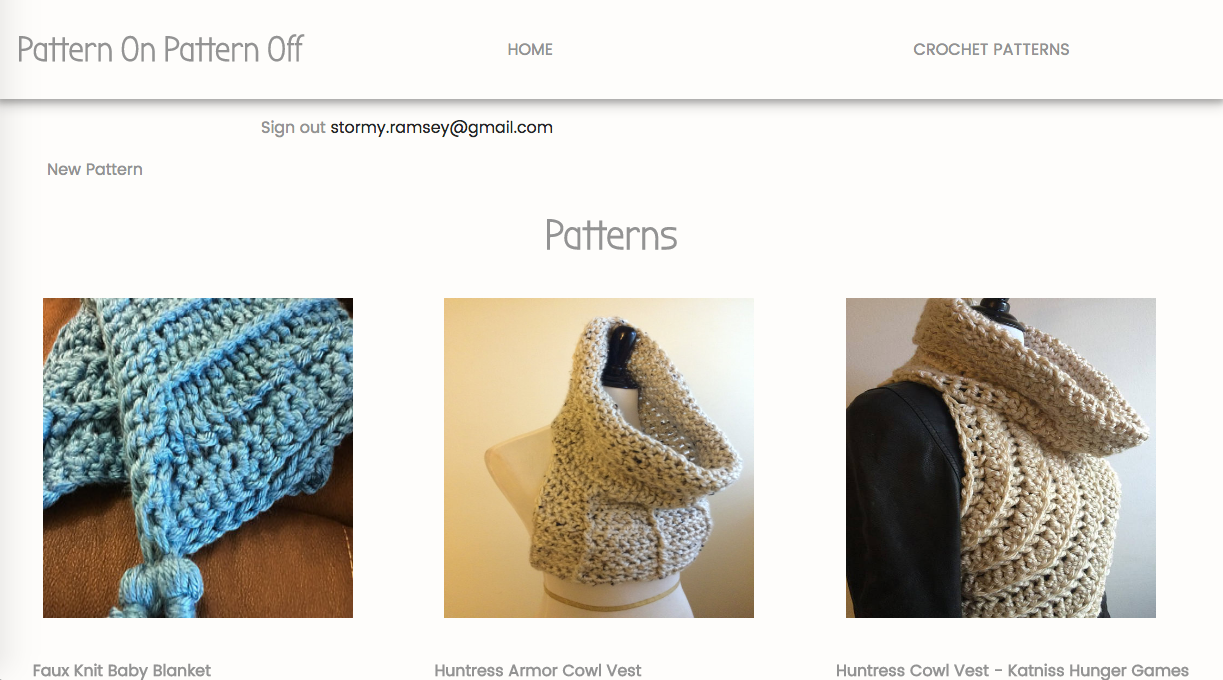 Pattern On Pattern Off HOME CROCHET PATTERNS
Sign out stormy.ramsey@gmail.com
New Pattern
Patterns
Faux Knit Baby Blanket Huntress Armor Cowl Vest Huntress Cowl Vest - Katniss Hunger Games